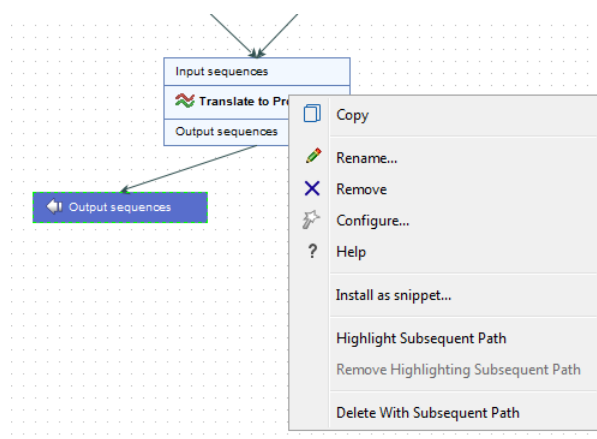 Input sequences
Translate to Pr
Output sequences
Output sequences
Copy
Rename...
Remove
Configure...
? Help
Install as snippet...
Highlight Subsequent Path
Remove Highlighting Subsequent Path
Delete With Subsequent Path